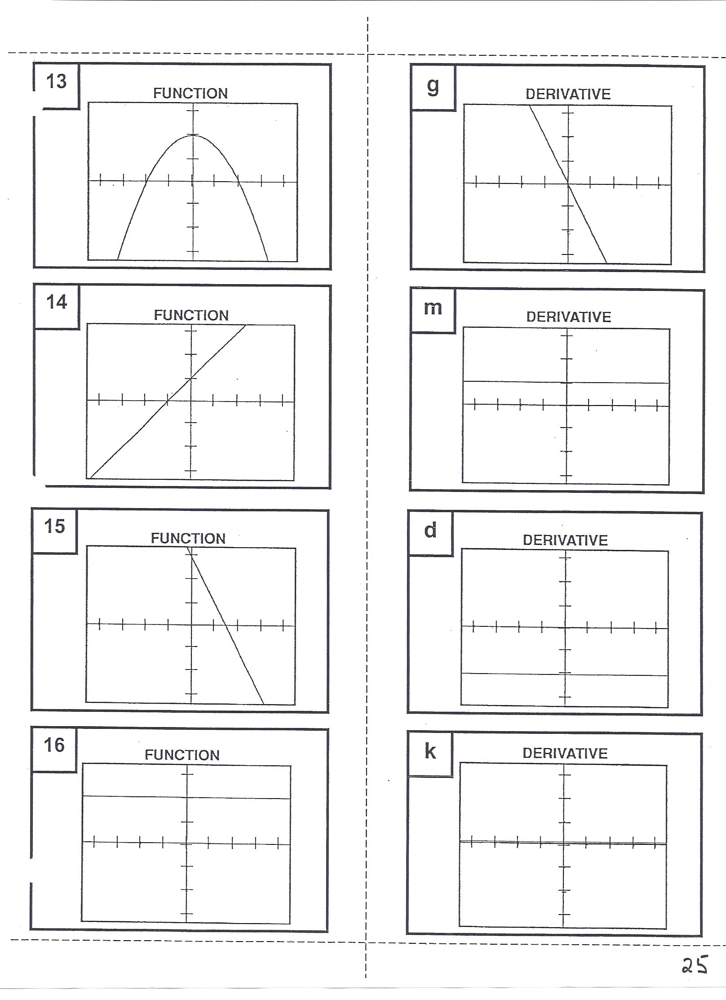 13
FUNCTION
g
DERIVATIVE
14
FUNCTION
m
DERIVATIVE
15
FUNCTION
d
DERIVATIVE
16
FUNCTION
k
DERIVATIVE
25